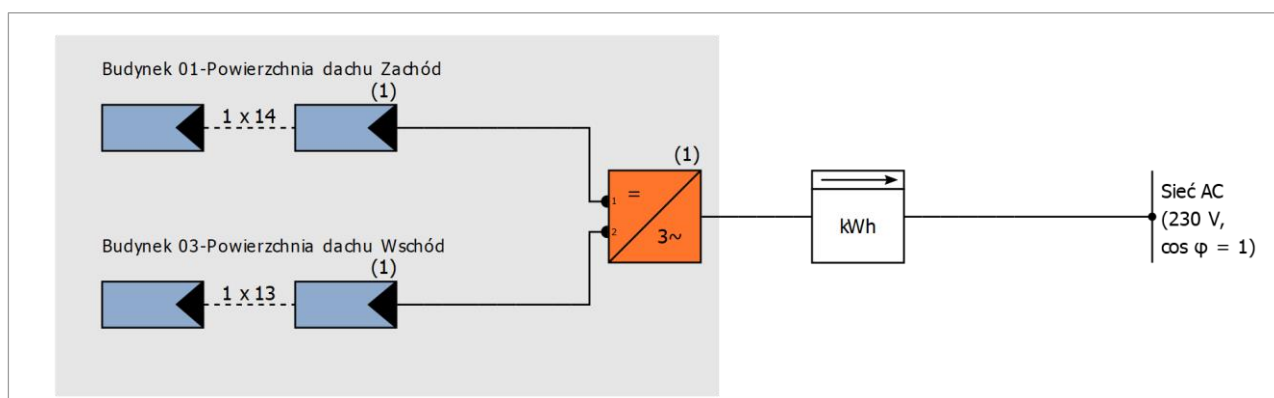 Budynek 01-Powierzchnia dachu Zachód
(1)
1 x 14
(1)
1
=
2
3~
kWh
Sieć AC
(230 V,
cos φ = 1)
Budynek 03-Powierzchnia dachu Wschód
(1)
1 x 13